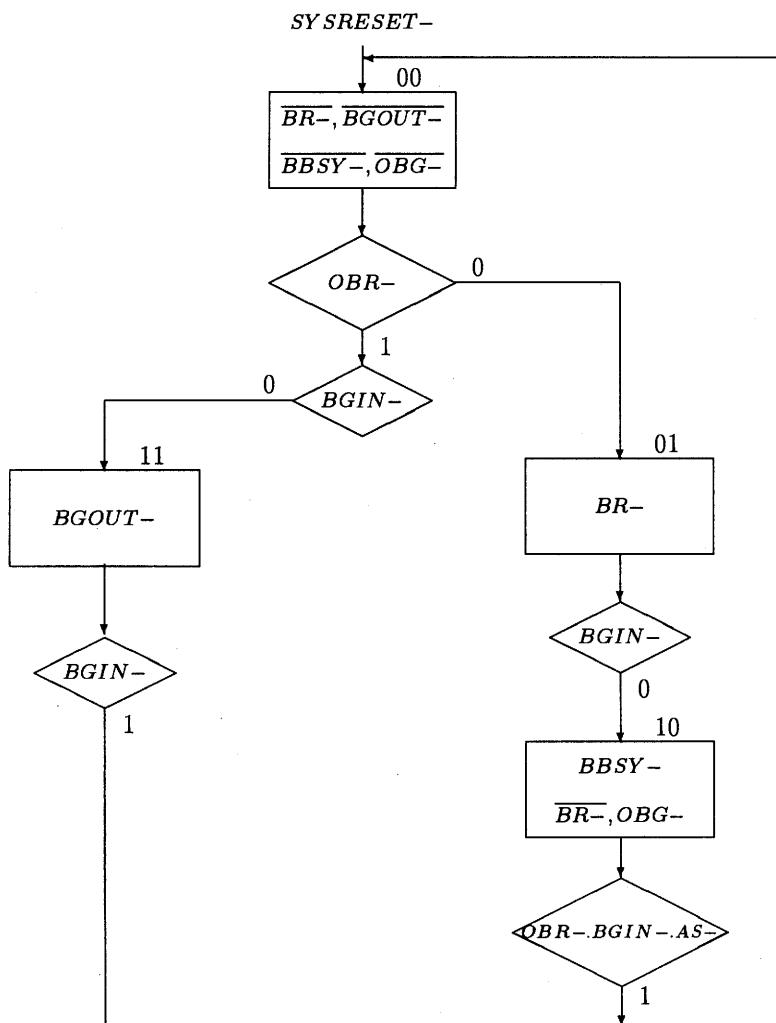 SYSRESET-
00
BR-, BGOUT-
BBSY-, OBG-
OBR-
0
1
0
BGIN-
11
01
BGOUT-
BR-
BGIN-
BGIN-
0
1
10
BBSY-
BR-, OBG-
OBR-.BGIN-.AS-
1